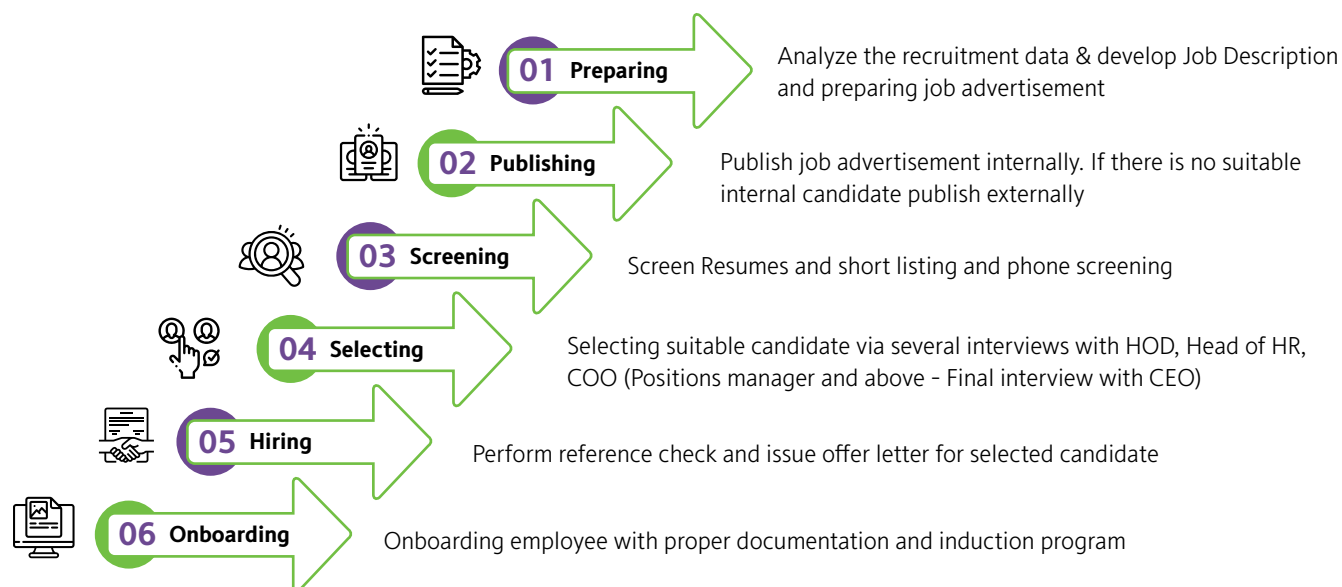 01 Preparing
Analyze the recruitment data & develop Job Description
and preparing job advertisement
02 Publishing
Publish job advertisement internally. If there is no suitable
internal candidate publish externally
03 Screening
Screen Resumes and short listing and phone screening
04 Selecting
Selecting suitable candidate via several interviews with HOD, Head of HR,
COO (Positions manager and above - Final interview with CEO)
05 Hiring
Perform reference check and issue offer letter for selected candidate
06 Onboarding
Onboarding employee with proper documentation and induction program